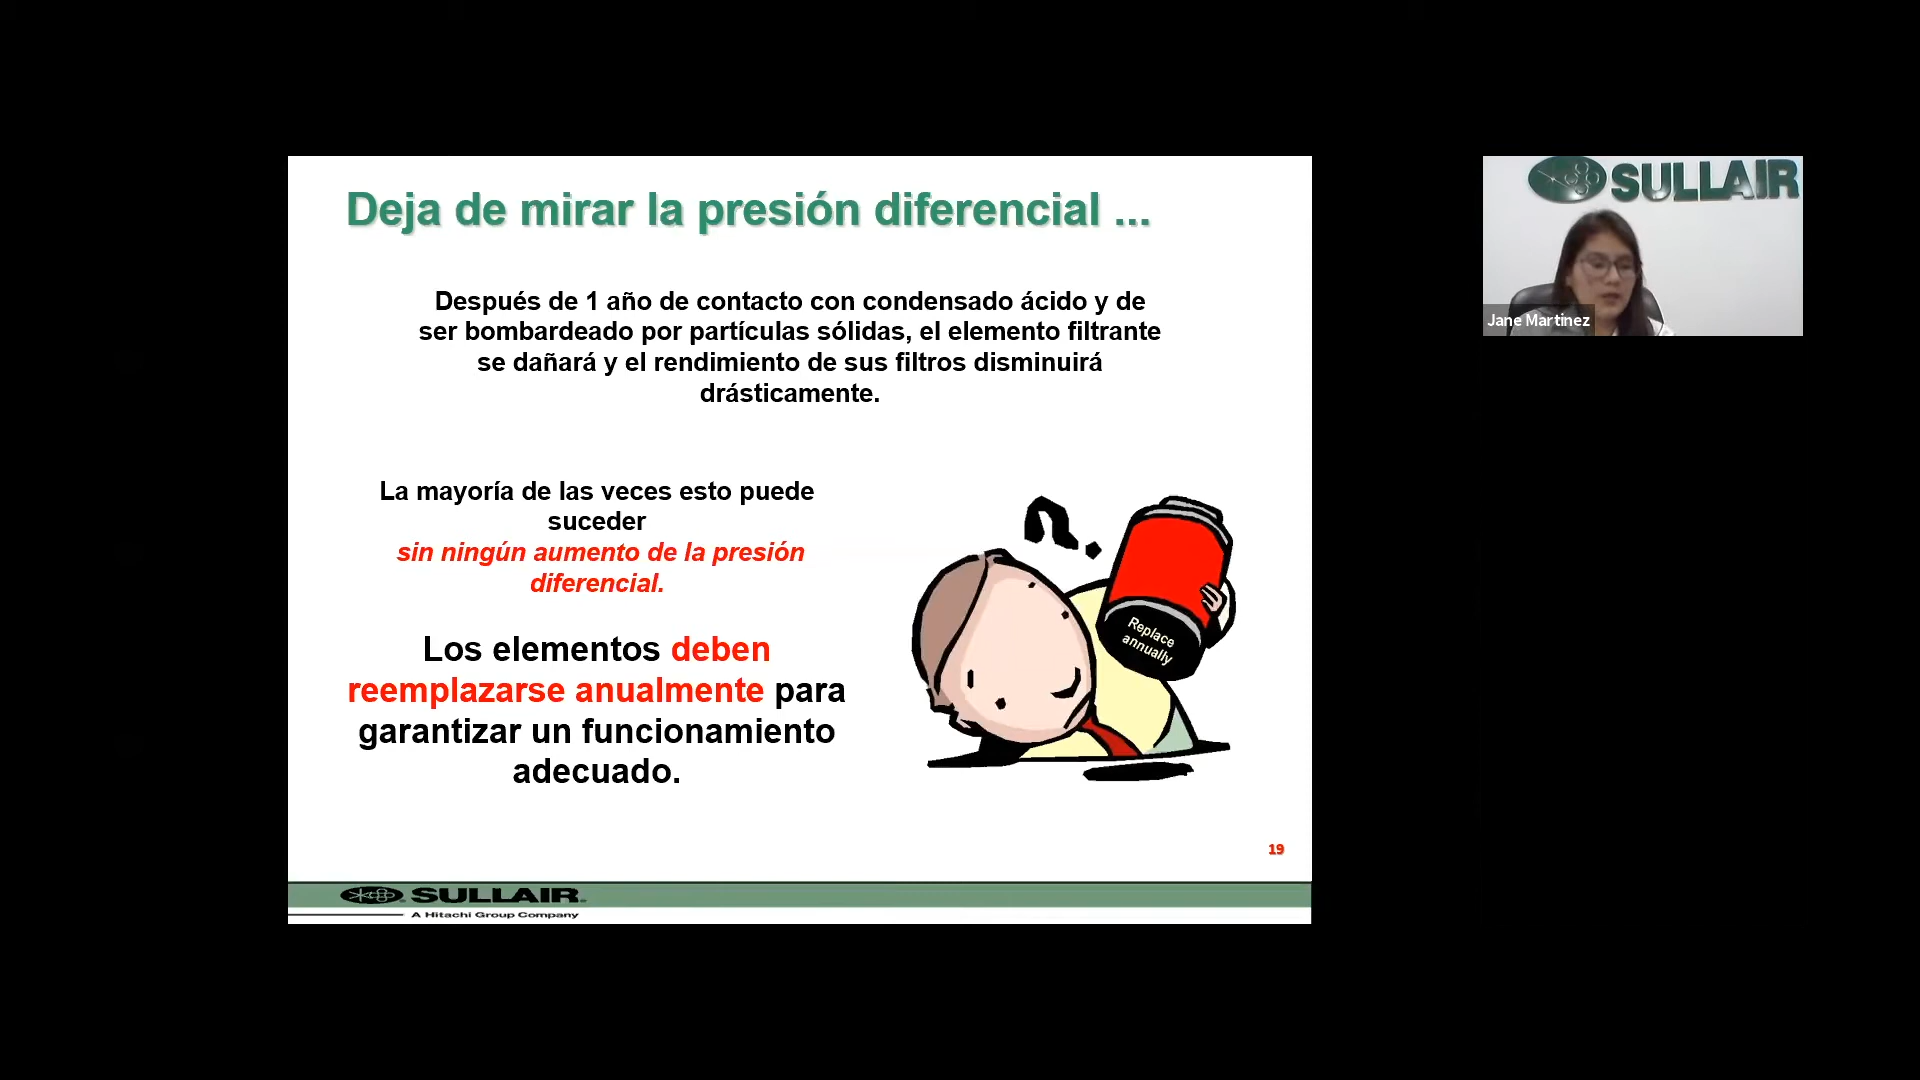 Deja de mirar la presión diferencial ...
Después de 1 año de contacto con condensado ácido y de
ser bombardeado por partículas sólidas, el elemento filtrante
se dañará y el rendimiento de sus filtros disminuirá
drásticamente.
La mayoría de las veces esto puede
suceder
sin ningún aumento de la presión
diferencial.
Los elementos deben
reemplazarse anualmente para
garantizar un funcionamiento
adecuado.
?
Replace
annually
19
SULLAIR
A Hitachi Group Company
SULLAIR
Jane Martinez